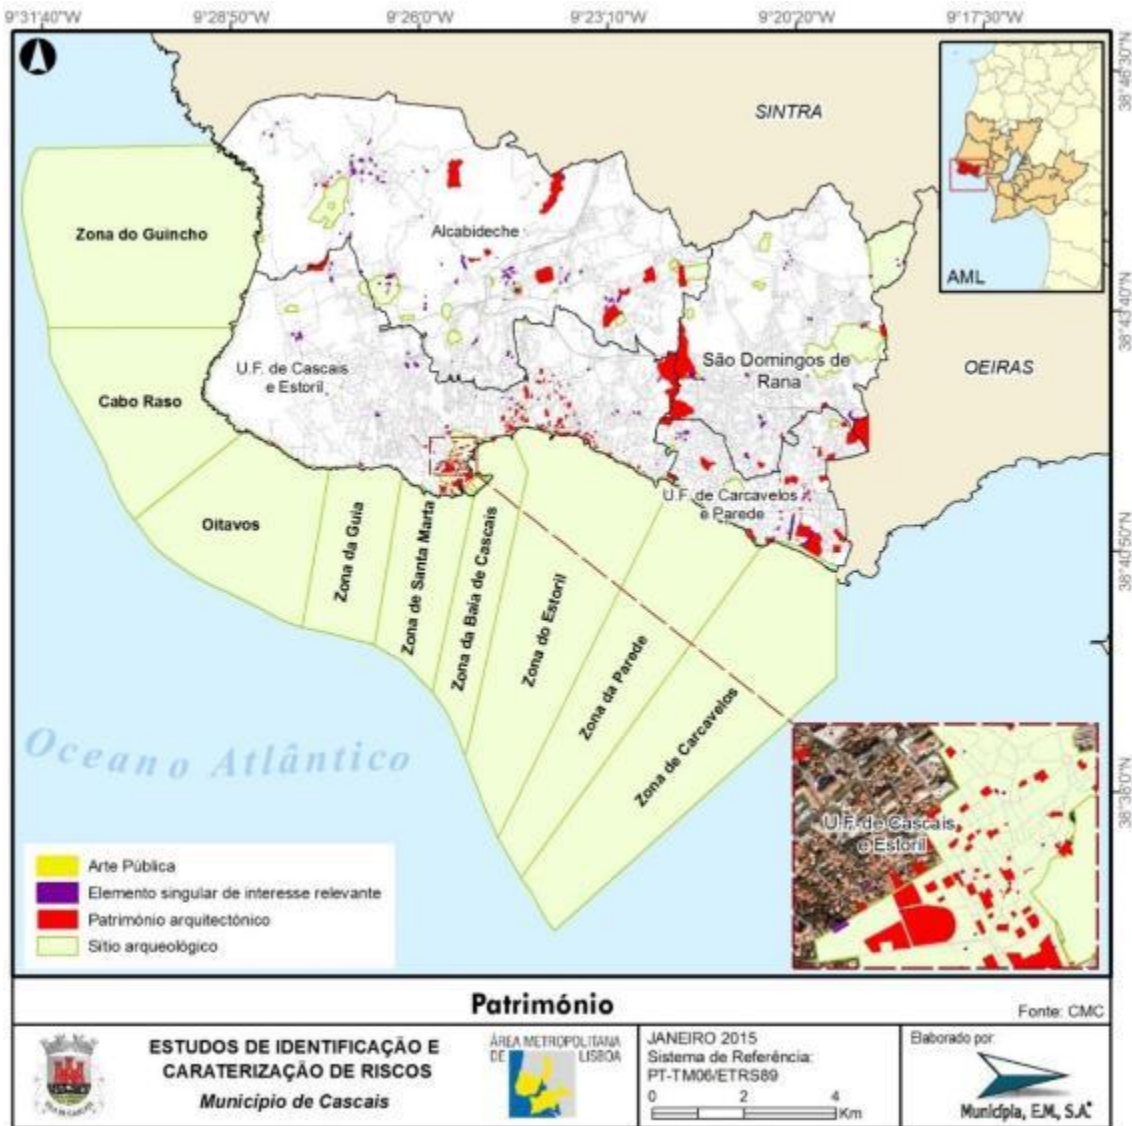 9°31'40"W
9°28'50"W
9°26'0"W
9°23'10"W
9°20'20"W
9°17'30"W
38°46'30"N
38°43'40"N
38°40'50"N
38°38'0"N
SINTRA
AML
Zona do Guincho
Alcabideche
São Domingos de
Rana
OEIRAS
U.F. de Cascais
e Estoril
Cabo Raso
U.F. de Carcavelos
e Parede
Oitavos
Zona da Guia
Zona de Santa Marta
Zona da Baia de Cascais
Zona do Estoril
Zona da Parede
Zona de Carcavelos
Oceano Atlântico
U.F. de Cascais
e Estoril
Arte Pública
Elemento singular de interesse relevante
Património arquitectónico
Sítio arqueológico
Património
Fonte: CMC
ESTUDOS DE IDENTIFICAÇÃO E
CARATERIZAÇÃO DE RISCOS
Município de Cascais
ÁREA METROPOLITANA
DE LISBOA
JANEIRO 2015
Sistema de Referência:
PT-TM06/ETRS89
0 2 4
Km
Elaborado por:
Municípia, E.M., S.A.